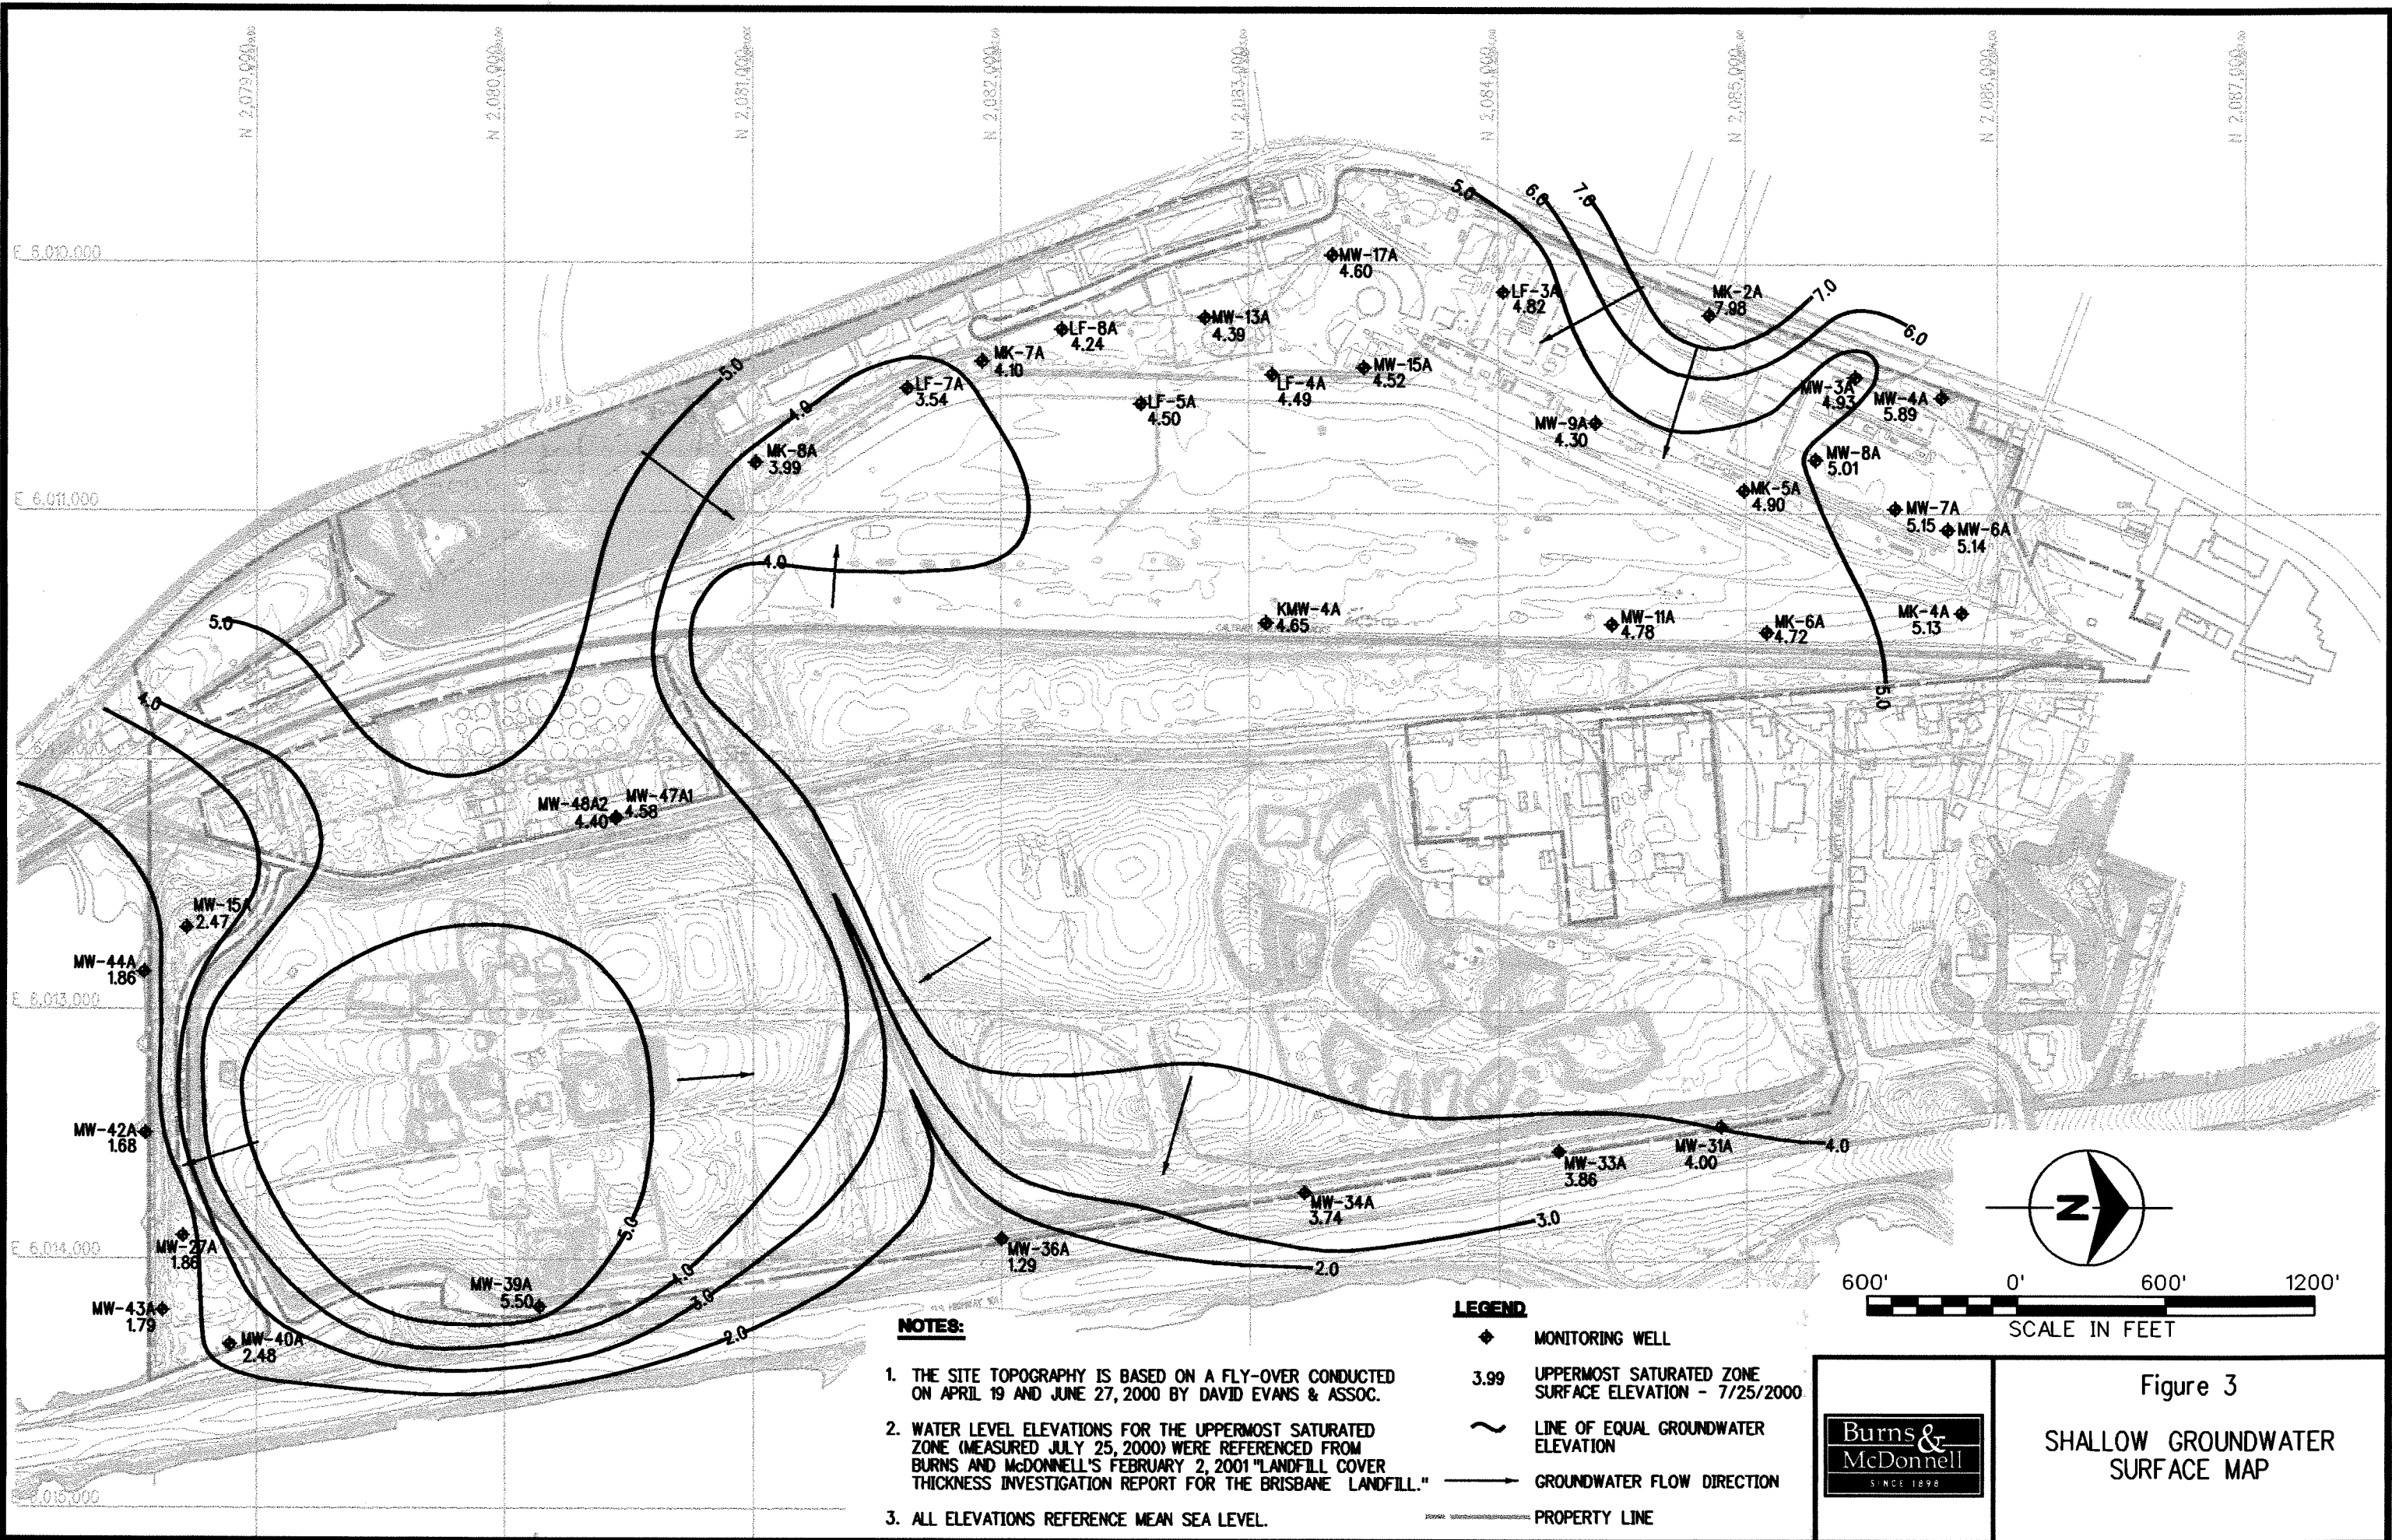 N 2,079,000
N 2,080,000
N 2,081,000
N 2,082,000
N 2,083,000
N 2,084,000
N 2,085,000
N 2,086,000
N 2,087,000
E 6,010,000
E 6,011,000
E 6,013,000
E 6,014,000
5.0
6.0
7.0
7.0
6.0
MW-17A
4.60
LF-3A
4.82
MK-2A
7.98
LF-8A
4.24
MW-13A
4.39
MK-7A
4.10
LF-7A
3.54
LF-5A
4.50
LF-4A
4.49
MW-15A
4.52
MW-3A
4.93
MW-4A
5.89
MW-9A
4.30
5.0
4.0
MK-8A
3.99
MW-8A
5.01
MK-5A
4.90
MW-7A
5.15
MW-6A
5.14
4.0
5.0
KMW-4A
4.65
MW-11A
4.78
MK-6A
4.72
MK-4A
5.13
5.0
4.0
MW-48A2
4.40
MW-47A1
4.58
MW-15A
2.47
MW-44A
1.86
MW-42A
1.68
MW-27A
1.86
MW-43A
1.79
MW-40A
2.48
MW-39A
5.50
5.0
4.0
3.0
2.0
MW-36A
1.29
MW-34A
3.74
MW-33A
3.86
MW-31A
4.00
4.0
3.0
2.0
N
600' 0' 600' 1200'
SCALE IN FEET
NOTES:
1. THE SITE TOPOGRAPHY IS BASED ON A FLY-OVER CONDUCTED
ON APRIL 19 AND JUNE 27, 2000 BY DAVID EVANS & ASSOC.
2. WATER LEVEL ELEVATIONS FOR THE UPPERMOST SATURATED
ZONE (MEASURED JULY 25, 2000) WERE REFERENCED FROM
BURNS AND McDONNELL'S FEBRUARY 2, 2001 "LANDFILL COVER
THICKNESS INVESTIGATION REPORT FOR THE BRISBANE LANDFILL."
3. ALL ELEVATIONS REFERENCE MEAN SEA LEVEL.
LEGEND
MONITORING WELL
3.99 UPPERMOST SATURATED ZONE
SURFACE ELEVATION - 7/25/2000
LINE OF EQUAL GROUNDWATER
ELEVATION
GROUNDWATER FLOW DIRECTION
PROPERTY LINE
Burns &
McDonnell
SINCE 1898
Figure 3
SHALLOW GROUNDWATER
SURFACE MAP